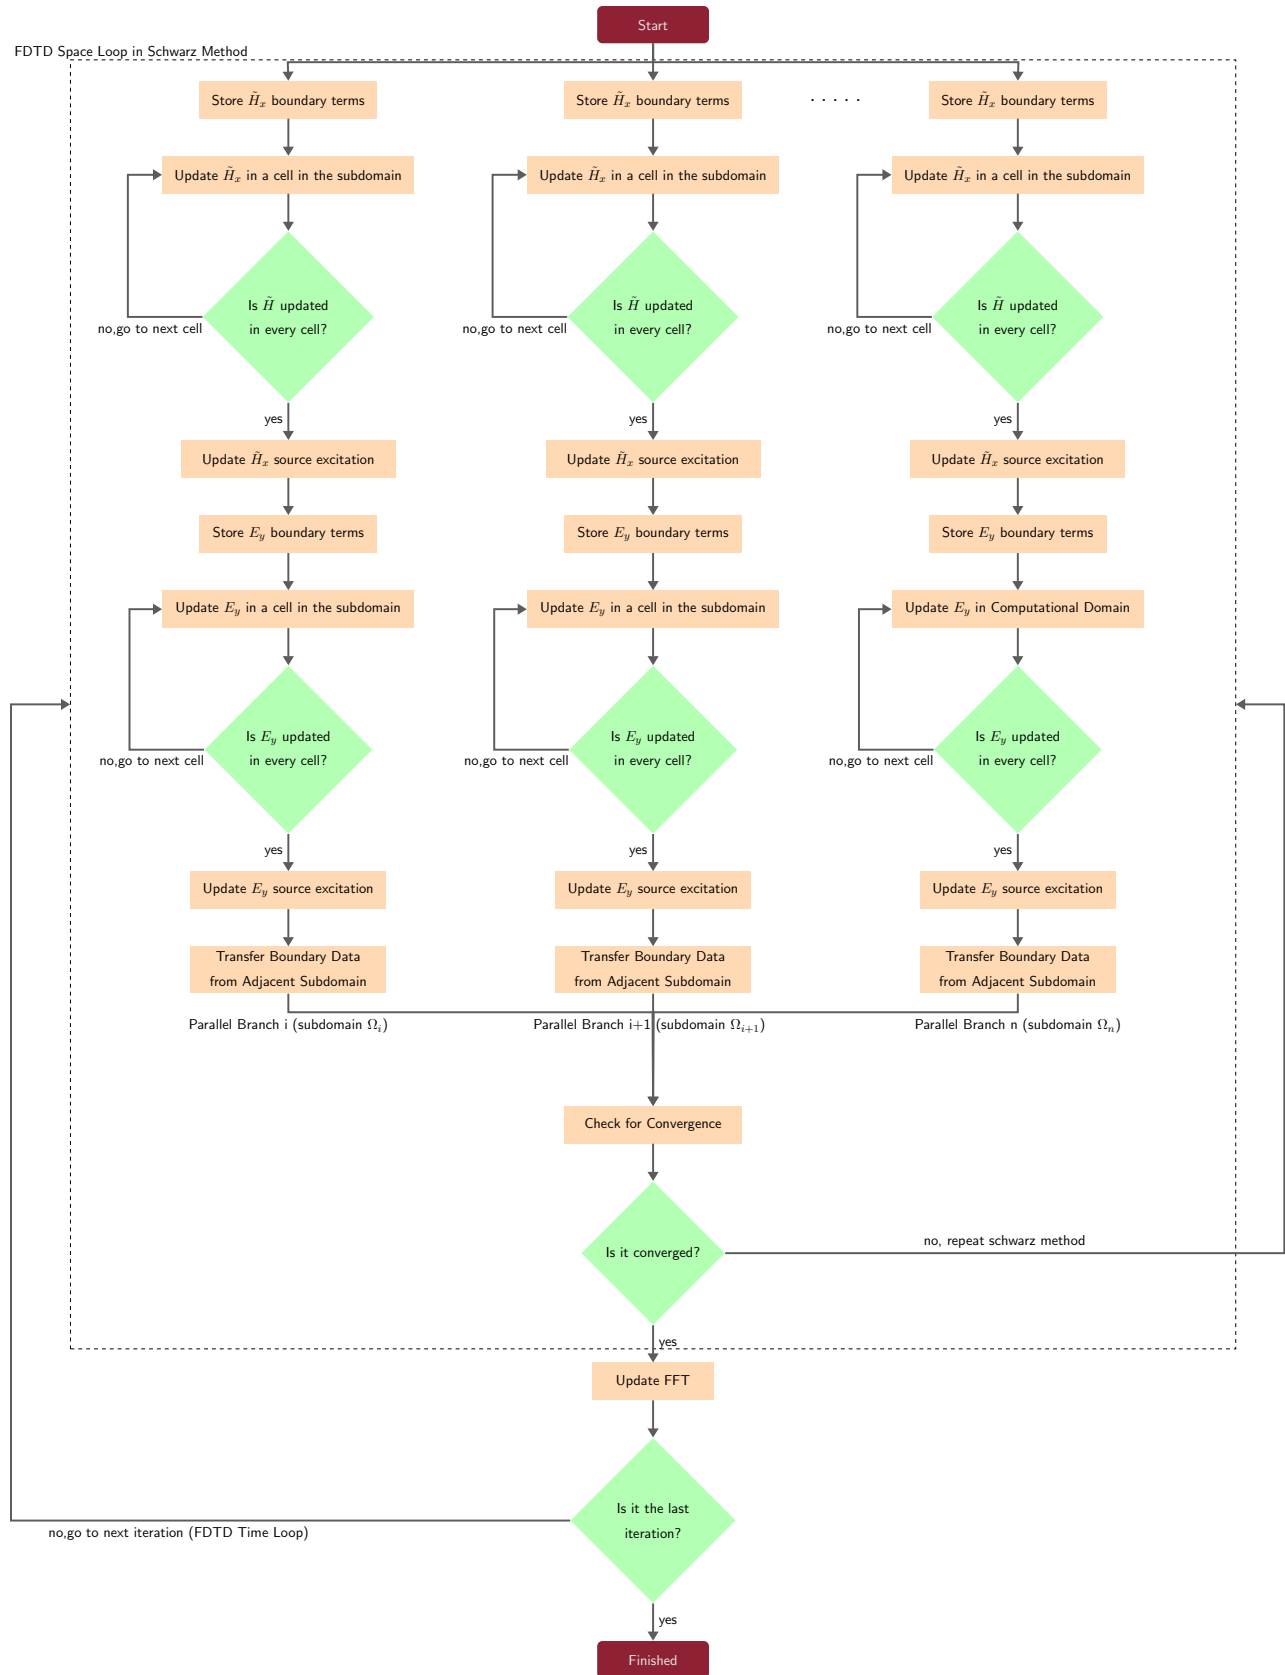 Start
FDTD Space Loop in Schwarz Method
Store H̃x boundary terms
Store H̃x boundary terms
. . . . .
Store H̃x boundary terms
Update H̃x in a cell in the subdomain
Update H̃x in a cell in the subdomain
Update H̃x in a cell in the subdomain
Is H̃ updated
in every cell?
no,go to next cell
Is H̃ updated
in every cell?
no,go to next cell
Is H̃ updated
in every cell?
no,go to next cell
yes
yes
yes
Update H̃x source excitation
Update H̃x source excitation
Update H̃x source excitation
Store Ey boundary terms
Store Ey boundary terms
Store Ey boundary terms
Update Ey in a cell in the subdomain
Update Ey in a cell in the subdomain
Update Ey in Computational Domain
Is Ey updated
in every cell?
no,go to next cell
Is Ey updated
in every cell?
no,go to next cell
Is Ey updated
in every cell?
no,go to next cell
yes
yes
yes
Update Ey source excitation
Update Ey source excitation
Update Ey source excitation
Transfer Boundary Data
from Adjacent Subdomain
Transfer Boundary Data
from Adjacent Subdomain
Transfer Boundary Data
from Adjacent Subdomain
Parallel Branch i (subdomain Ωi)
Parallel Branch i+1 (subdomain Ωi+1)
Parallel Branch n (subdomain Ωn)
Check for Convergence
Is it converged?
no, repeat schwarz method
yes
Update FFT
Is it the last
iteration?
no,go to next iteration (FDTD Time Loop)
yes
Finished